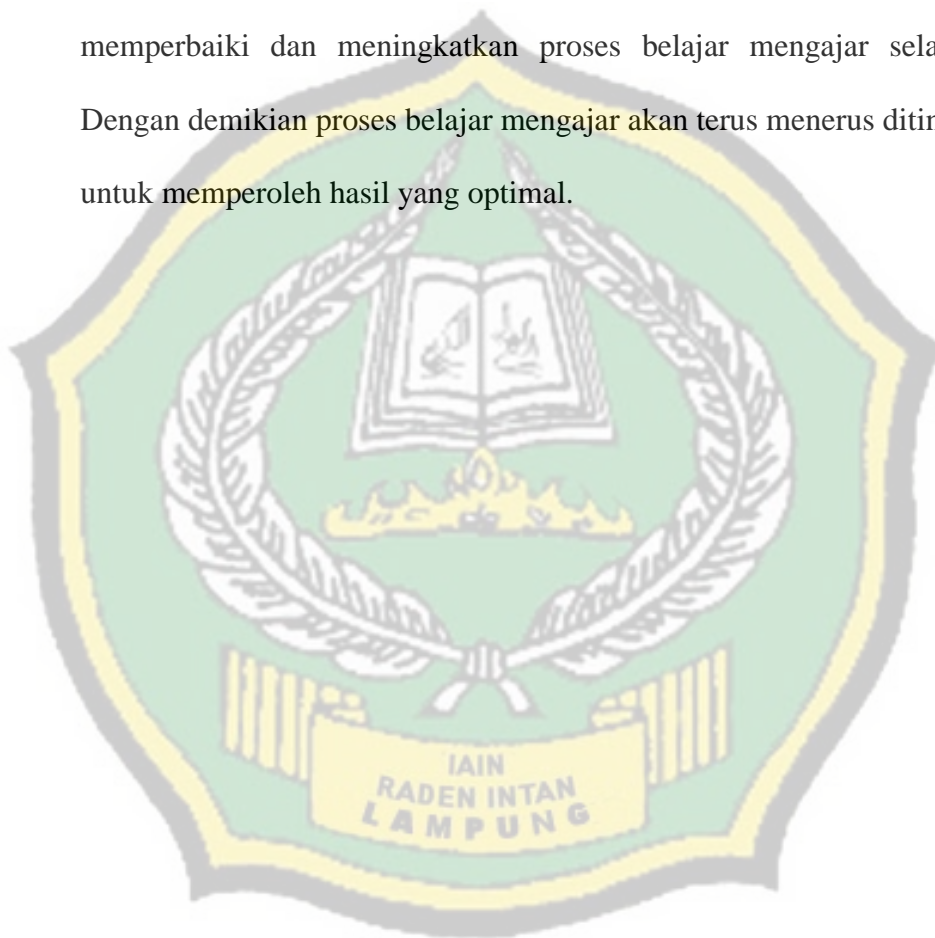 memperbaiki dan meningkatkan proses belajar mengajar sela
Dengan demikian proses belajar mengajar akan terus menerus ditin
untuk memperoleh hasil yang optimal.
IAIN
RADEN INTAN
LAMPUNG